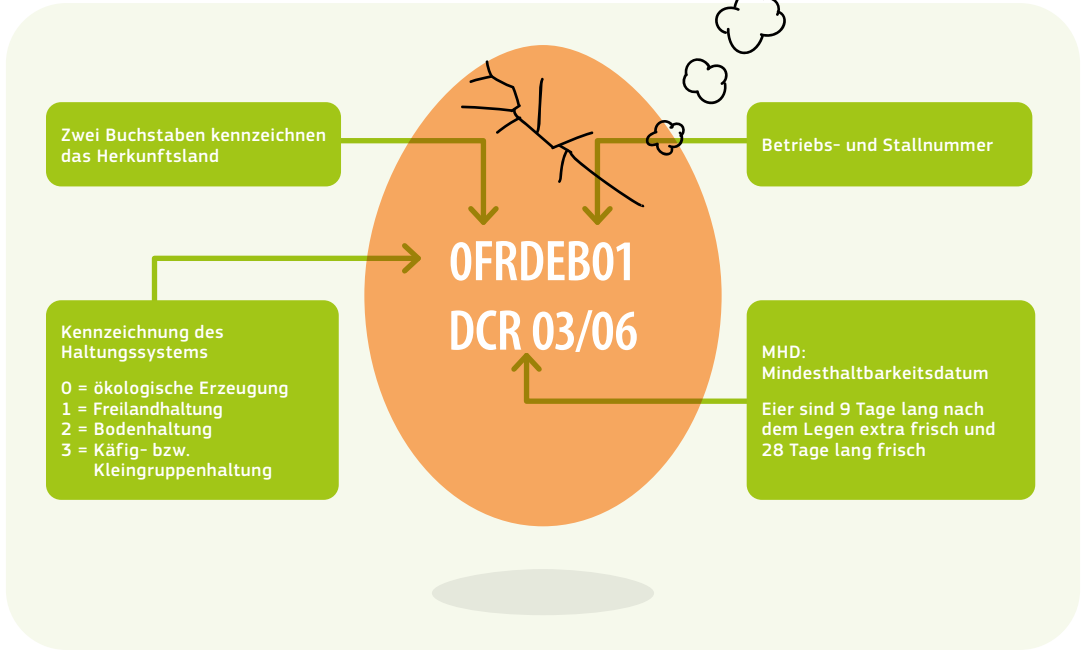 Zwei Buchstaben kennzeichnen
das Herkunftsland
Betriebs- und Stallnummer
0FRDEB01
DCR 03/06
Kennzeichnung des
Haltungssystems
0 = ökologische Erzeugung
1 = Freilandhaltung
2 = Bodenhaltung
3 = Käfig- bzw.
Kleingruppenhaltung
MHD:
Mindesthaltbarkeitsdatum
Eier sind 9 Tage lang nach
dem Legen extra frisch und
28 Tage lang frisch